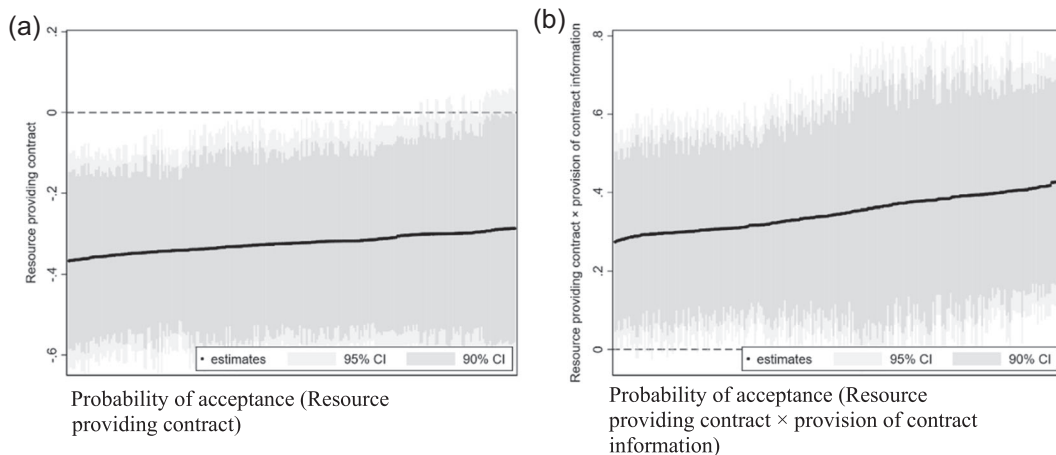 (a)
.2
0
-.2
-.4
-.6
Resource providing contract
estimates 95% CI 90% CI
Probability of acceptance (Resource
providing contract)
(b)
.8
.6
.4
.2
0
Resource providing contract × provision of contract information
estimates 95% CI 90% CI
Probability of acceptance (Resource
providing contract × provision of contract
information)